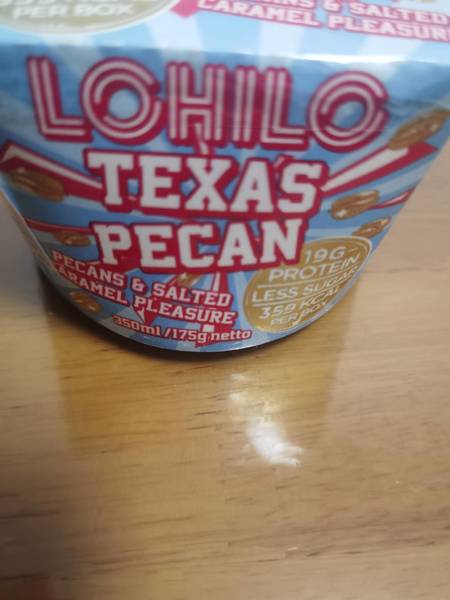 PER BOX
& SALTED
CARAMEL PLEASURE
LOHILO
TEXAS
PECAN
PECANS & SALTED
CARAMEL PLEASURE
350ml/175g netto
19G
PROTEIN
LESS SUGAR
359 KCAL
PER BOX